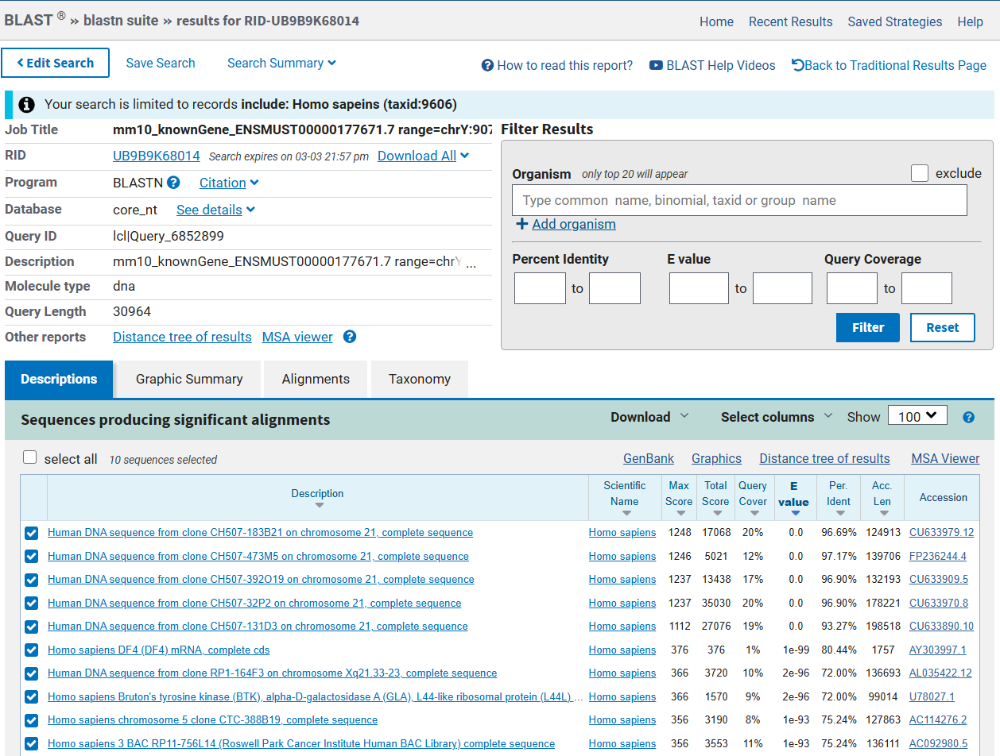 BLAST ® » blastn suite » results for RID-UB9B9K68014
Home Recent Results Saved Strategies Help
Edit Search Save Search Search Summary
How to read this report? BLAST Help Videos Back to Traditional Results Page
Your search is limited to records include: Homo sapeins (taxid:9606)
Job Title mm10_knownGene_ENSMUST00000177671.7 range=chrY:907
RID UB9B9K68014 Search expires on 03-03 21:57 pm Download All
Program BLASTN Citation
Database core_nt See details
Query ID lcl|Query_6852899
Description mm10_knownGene_ENSMUST00000177671.7 range=chrY ...
Molecule type dna
Query Length 30964
Other reports Distance tree of results MSA viewer
Filter Results
Organism only top 20 will appear exclude
Type common name, binomial, taxid or group name
Add organism
Percent Identity E value Query Coverage
to to to
Filter Reset
Descriptions Graphic Summary Alignments Taxonomy
Sequences producing significant alignments Download Select columns Show 100
select all 10 sequences selected GenBank Graphics Distance tree of results MSA Viewer
Description Scientific Name Max Score Total Score Query Cover E value Per. Ident Acc. Len Accession
Human DNA sequence from clone CH507-183B21 on chromosome 21, complete sequence Homo sapiens 1248 17068 20% 0.0 96.69% 124913 CU633979.12
Human DNA sequence from clone CH507-473M5 on chromosome 21, complete sequence Homo sapiens 1246 5021 12% 0.0 97.17% 139706 FP236244.4
Human DNA sequence from clone CH507-392O19 on chromosome 21, complete sequence Homo sapiens 1237 13438 17% 0.0 96.90% 132193 CU633909.5
Human DNA sequence from clone CH507-32P2 on chromosome 21, complete sequence Homo sapiens 1237 35030 20% 0.0 96.90% 178221 CU633970.8
Human DNA sequence from clone CH507-131D3 on chromosome 21, complete sequence Homo sapiens 1112 27076 19% 0.0 93.27% 198518 CU633890.10
Homo sapiens DF4 (DF4) mRNA, complete cds Homo sapiens 376 376 1% 1e-99 80.44% 1757 AY303997.1
Human DNA sequence from clone RP1-164F3 on chromosome Xq21.33-23, complete sequence Homo sapiens 366 3720 10% 2e-96 72.00% 136693 AL035422.12
Homo sapiens Bruton's tyrosine kinase (BTK), alpha-D-galactosidase A (GLA), L44-like ribosomal protein (L44L) ... Homo sapiens 366 1570 9% 2e-96 72.00% 99014 U78027.1
Homo sapiens chromosome 5 clone CTC-388B19, complete sequence Homo sapiens 356 3190 8% 1e-93 75.24% 127863 AC114276.2
Homo sapiens 3 BAC RP11-756L14 (Roswell Park Cancer Institute Human BAC Library) complete sequence Homo sapiens 356 3553 11% 1e-93 75.24% 136111 AC092980.5